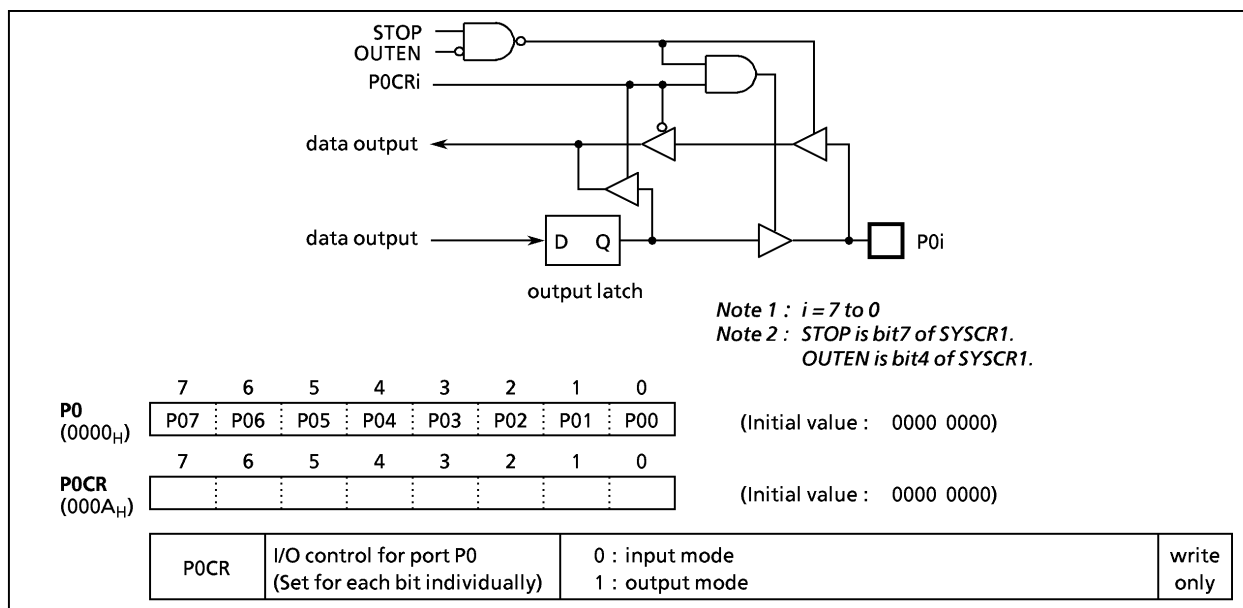 STOP
OUTEN
P0CRi
data output
data output
D Q
P0i
output latch
Note 1 : i = 7 to 0
Note 2 : STOP is bit7 of SYSCR1.
OUTEN is bit4 of SYSCR1.
7 6 5 4 3 2 1 0
P0 (0000H)
P07 P06 P05 P04 P03 P02 P01 P00
(Initial value : 0000 0000)
7 6 5 4 3 2 1 0
P0CR (000AH)
(Initial value : 0000 0000)
P0CR
I/O control for port P0
(Set for each bit individually)
0 : input mode
1 : output mode
write
only